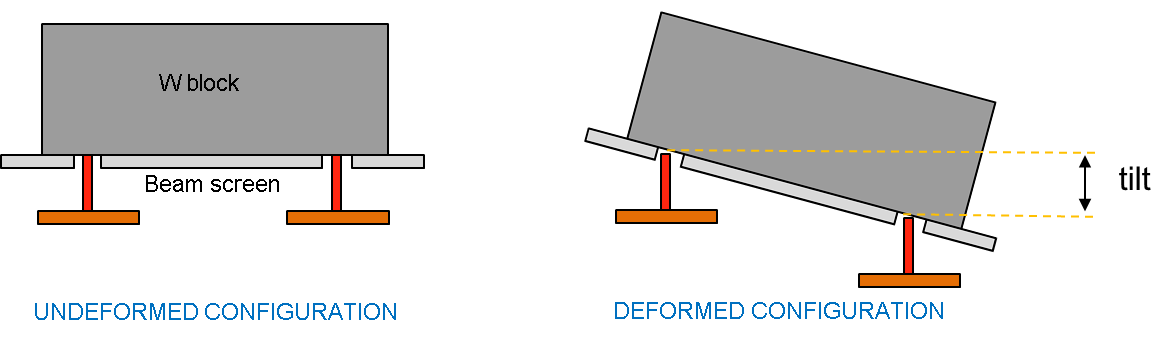 W block
Beam screen
tilt
UNDEFORMED CONFIGURATION
DEFORMED CONFIGURATION